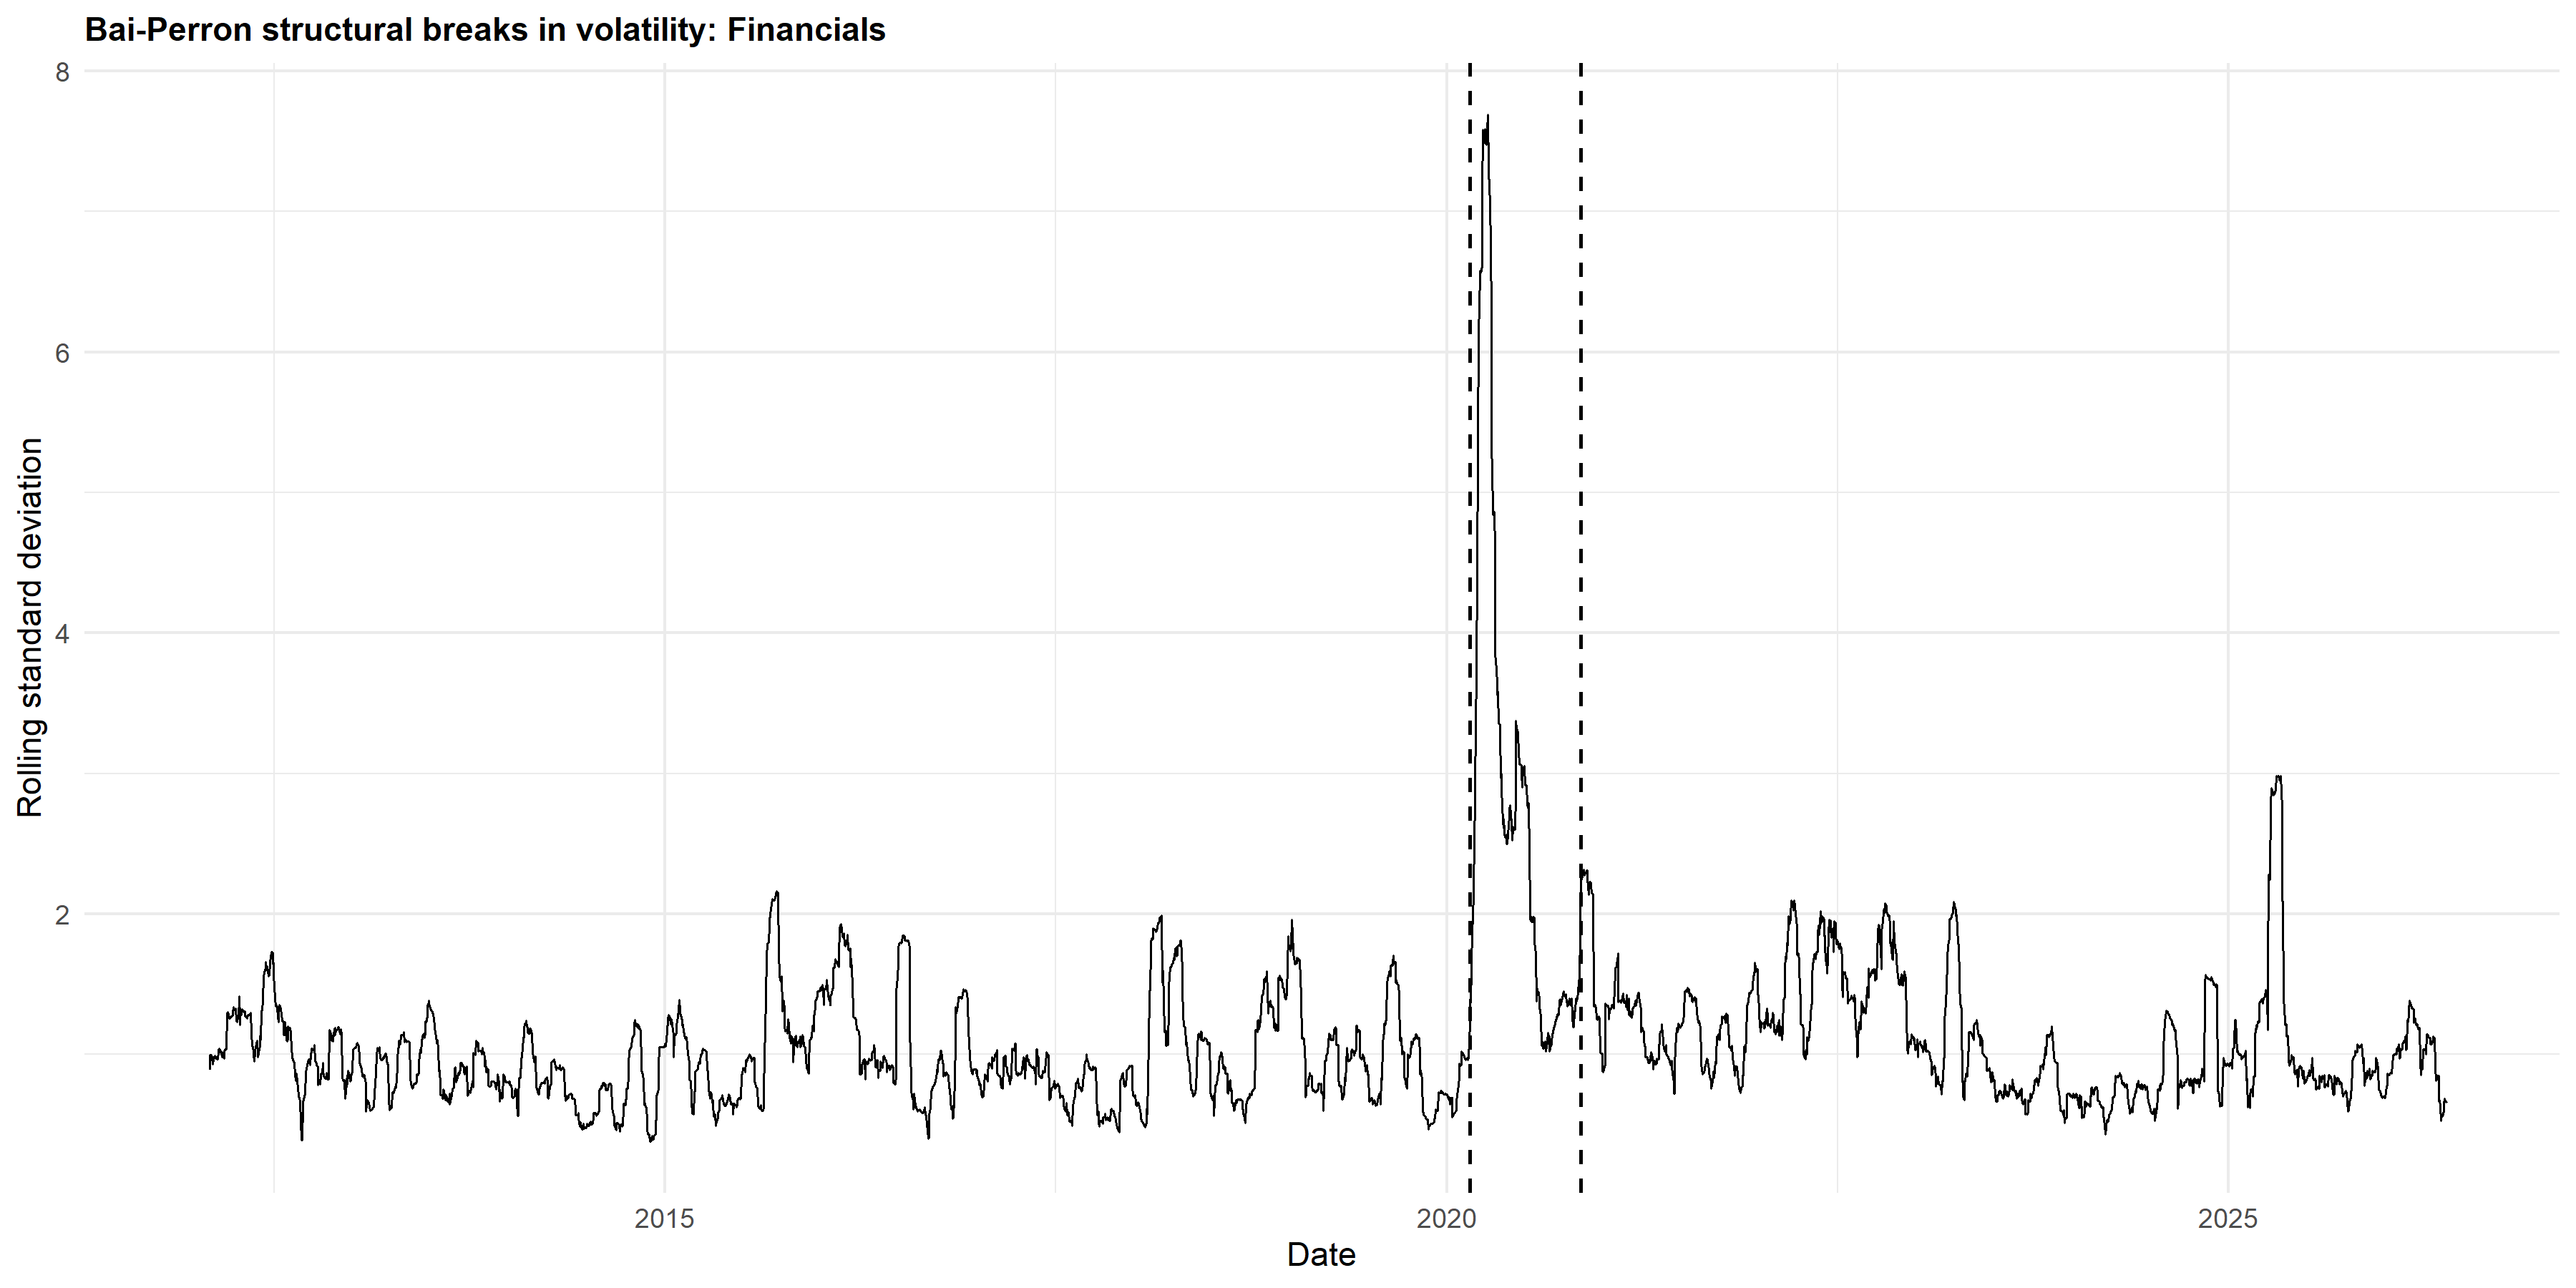 Bai-Perron structural breaks in volatility: Financials
8
6
4
2
Rolling standard deviation
2015
2020
2025
Date